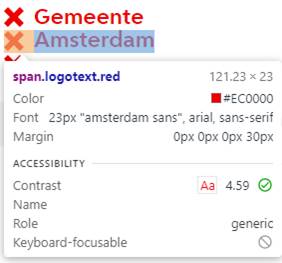 Gemeente
Amsterdam
span.logotext.red 121.23 × 23
Color #EC0000
Font 23px "amsterdam sans", arial, sans-serif
Margin 0px 0px 0px 30px
ACCESSIBILITY
Contrast Aa 4.59
Name
Role generic
Keyboard-focusable